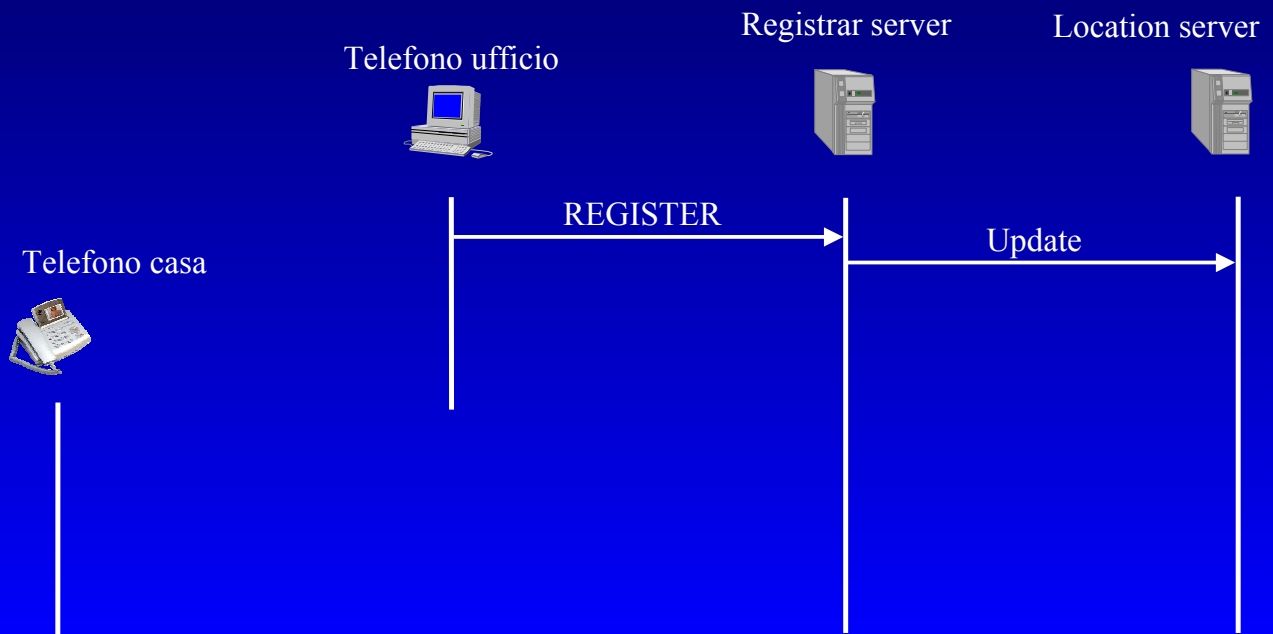 Registrar server
Location server
Telefono ufficio
REGISTER
Update
Telefono casa